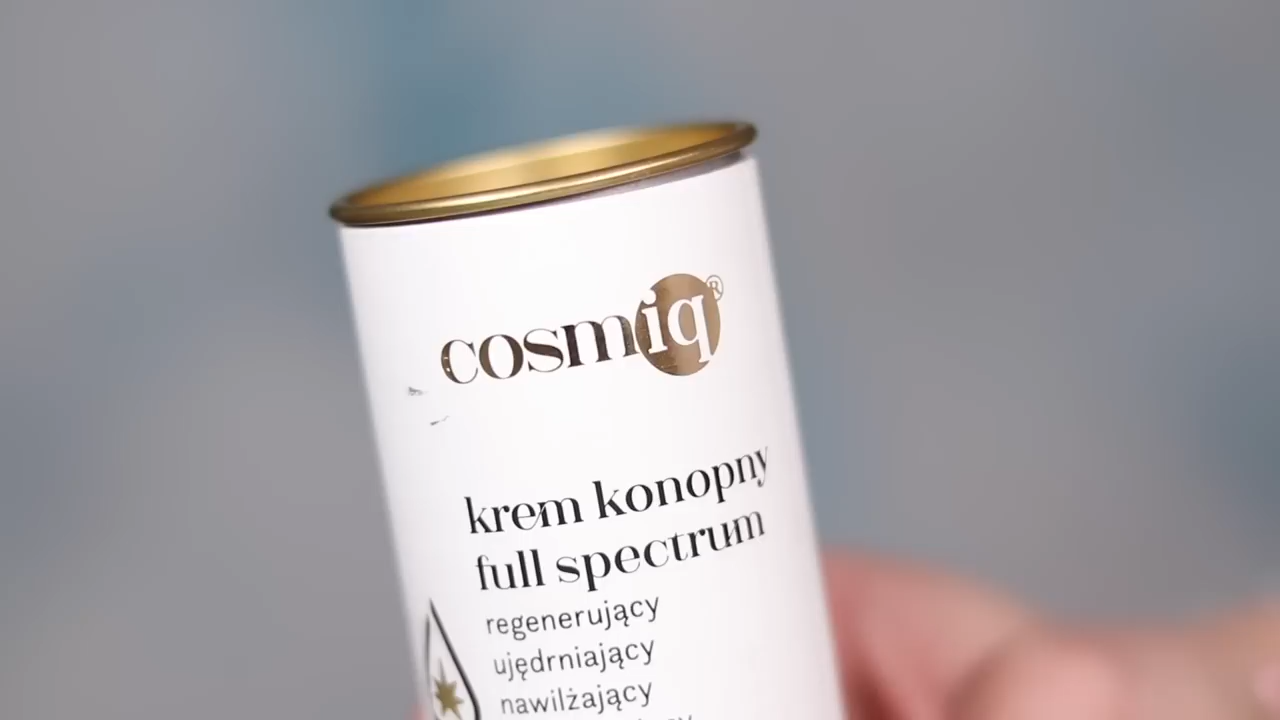 cosmiq®
krem konopny
full spectrum
regenerujący
ujędrniający
nawilżający